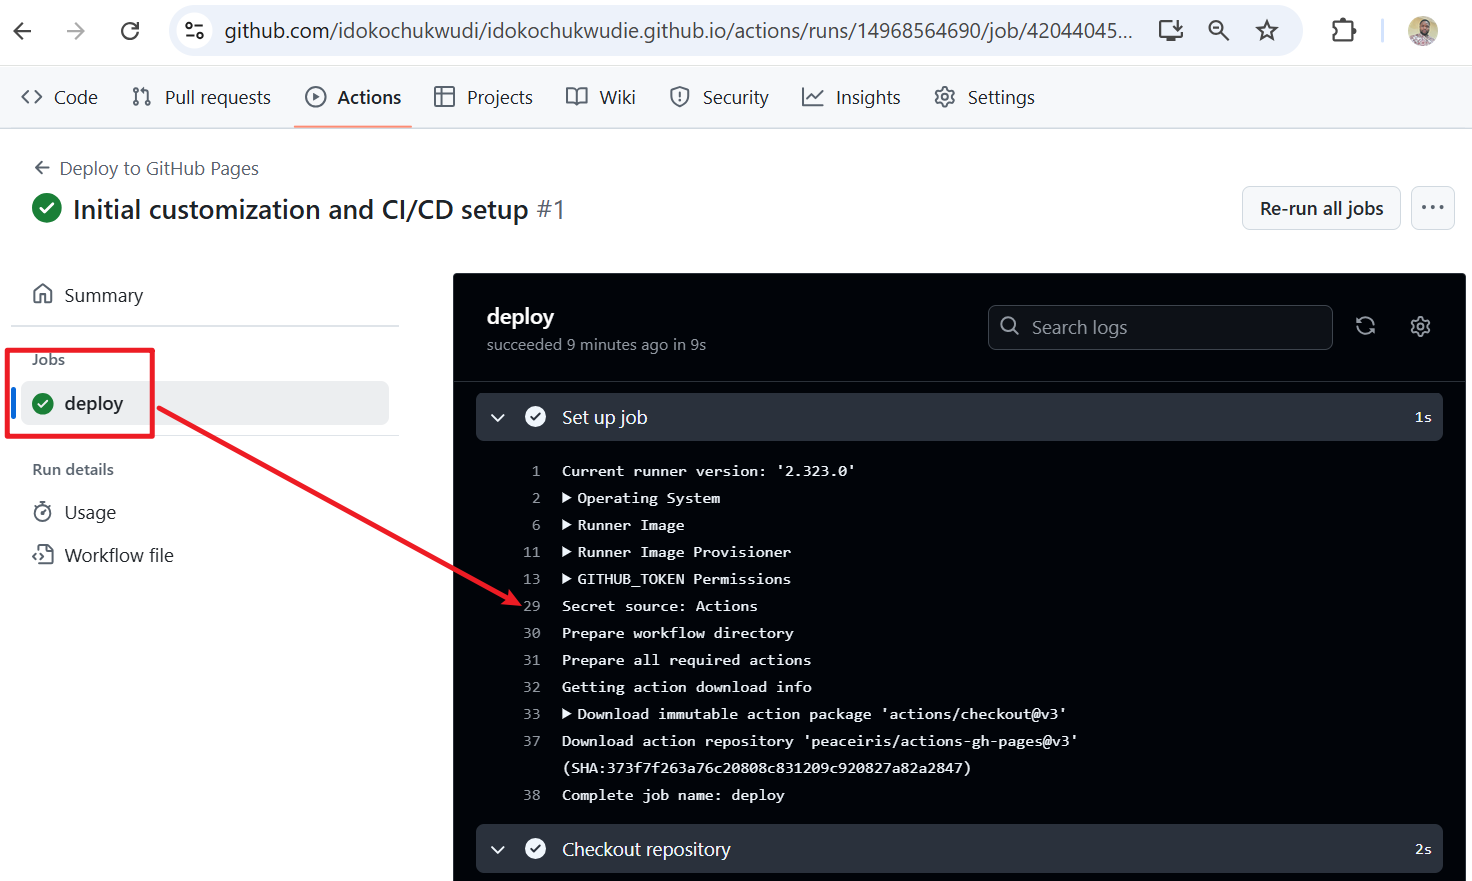 github.com/idokochukwudi/idokochukwudie.github.io/actions/runs/14968564690/job/42044045...
Code
Pull requests
Actions
Projects
Wiki
Security
Insights
Settings
Deploy to GitHub Pages
Initial customization and CI/CD setup #1
Re-run all jobs
Summary
Jobs
deploy
Run details
Usage
Workflow file
deploy
succeeded 9 minutes ago in 9s
Search logs
Set up job 1s
1 Current runner version: '2.323.0'
2 Operating System
6 Runner Image
11 Runner Image Provisioner
13 GITHUB_TOKEN Permissions
29 Secret source: Actions
30 Prepare workflow directory
31 Prepare all required actions
32 Getting action download info
33 Download immutable action package 'actions/checkout@v3'
37 Download action repository 'peaceiris/actions-gh-pages@v3'
(SHA:373f7f263a76c20808c831209c920827a82a2847)
38 Complete job name: deploy
Checkout repository 2s